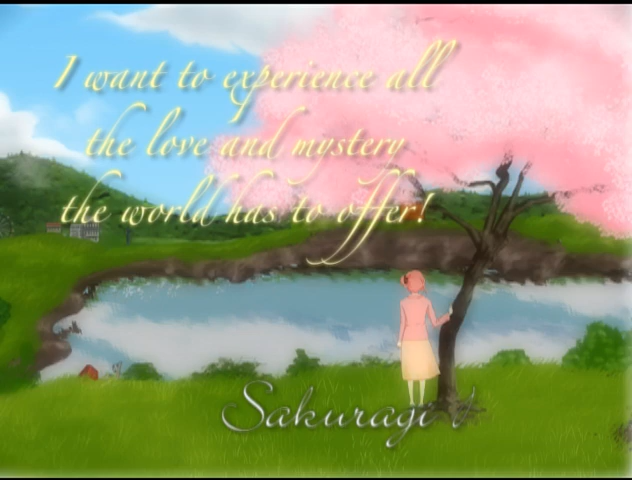 I want to experience all
the love and mystery
the world has to offer!
Sakuragi